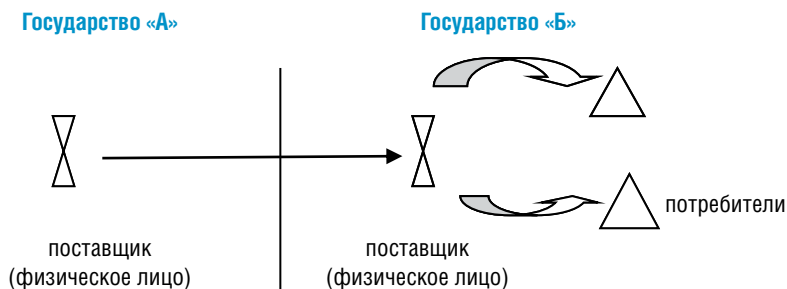 Государство «А»
Государство «Б»
потребители
поставщик
(физическое лицо)
поставщик
(физическое лицо)